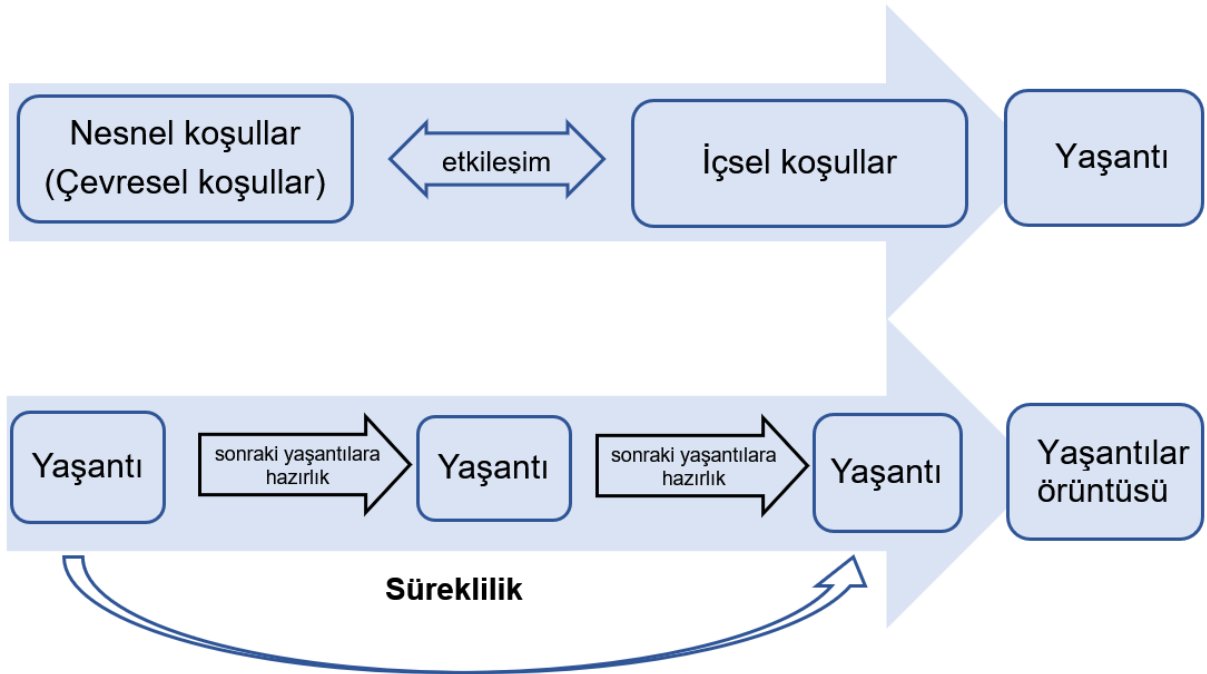 Nesnel koşullar
(Çevresel koşullar)
etkileşim
İçsel koşullar
Yaşantı
Yaşantı
sonraki yaşantılara
hazırlık
Yaşantı
sonraki yaşantılara
hazırlık
Yaşantı
Yaşantılar
örüntüsü
Süreklilik